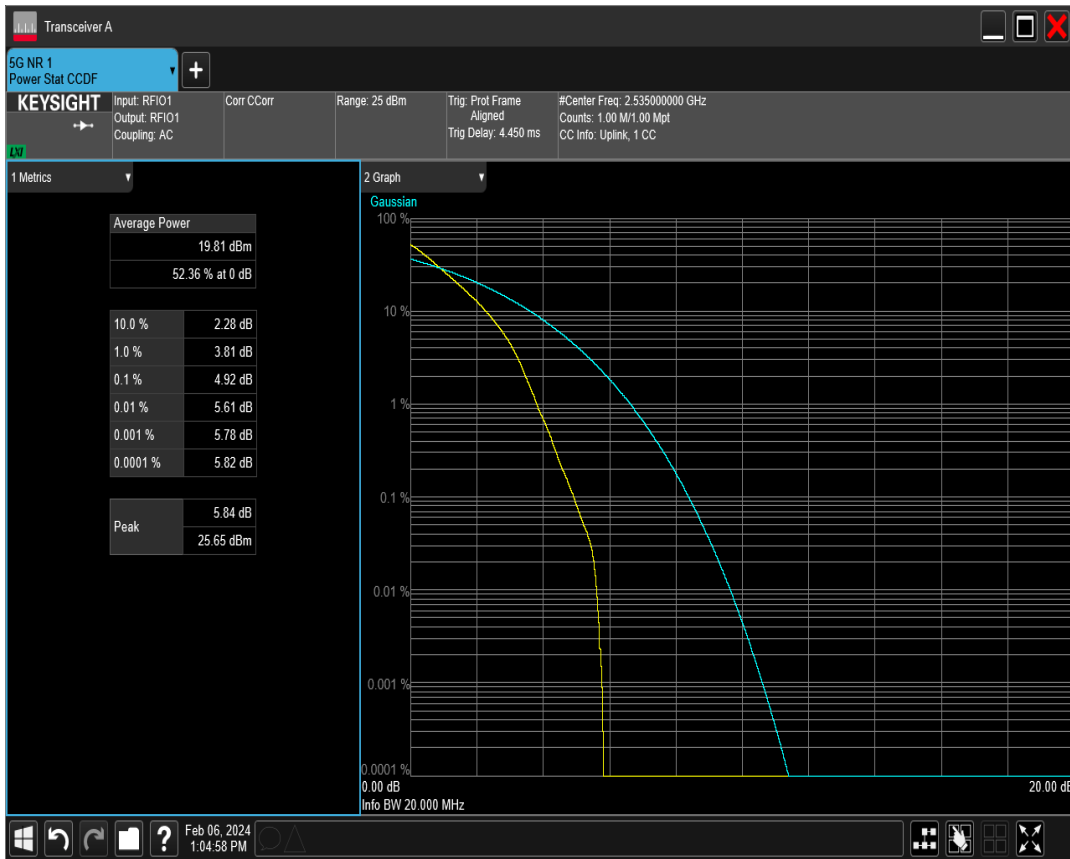 Transceiver A
5G NR 1
Power Stat CCDF
KEYSIGHT
LXI
Input: RFIO1
Output: RFIO1
Coupling: AC
Corr CCorr
Range: 25 dBm
Trig: Prot Frame
Aligned
Trig Delay: 4.450 ms
#Center Freq: 2.535000000 GHz
Counts: 1.00 M/1.00 Mpt
CC Info: Uplink, 1 CC
1 Metrics
Average Power
19.81 dBm
52.36 % at 0 dB
10.0 % 2.28 dB
1.0 % 3.81 dB
0.1 % 4.92 dB
0.01 % 5.61 dB
0.001 % 5.78 dB
0.0001 % 5.82 dB
Peak
5.84 dB
25.65 dBm
2 Graph
Gaussian
100 %
10 %
1 %
0.1 %
0.01 %
0.001 %
0.0001 %
0.00 dB 20.00 dB
Info BW 20.000 MHz
?
Feb 06, 2024
1:04:58 PM